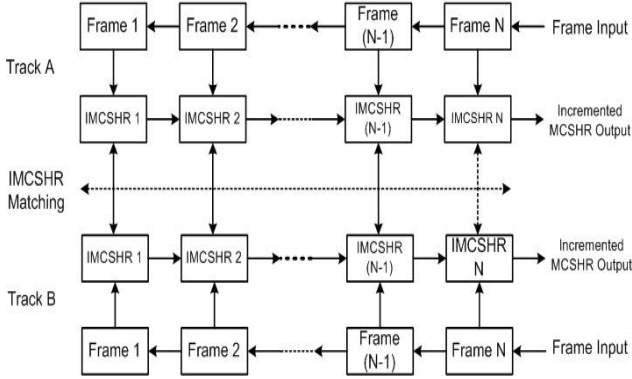 Frame 1
Frame 2
Frame
(N-1)
Frame N
Frame Input
Track A
IMCSHR 1
IMCSHR 2
IMCSHR
(N-1)
IMCSHR N
Incremented
MCSHR Output
IMCSHR
Matching
IMCSHR 1
IMCSHR 2
IMCSHR
(N-1)
IMCSHR
N
Incremented
MCSHR Output
Track B
Frame 1
Frame 2
Frame
(N-1)
Frame N
Frame Input